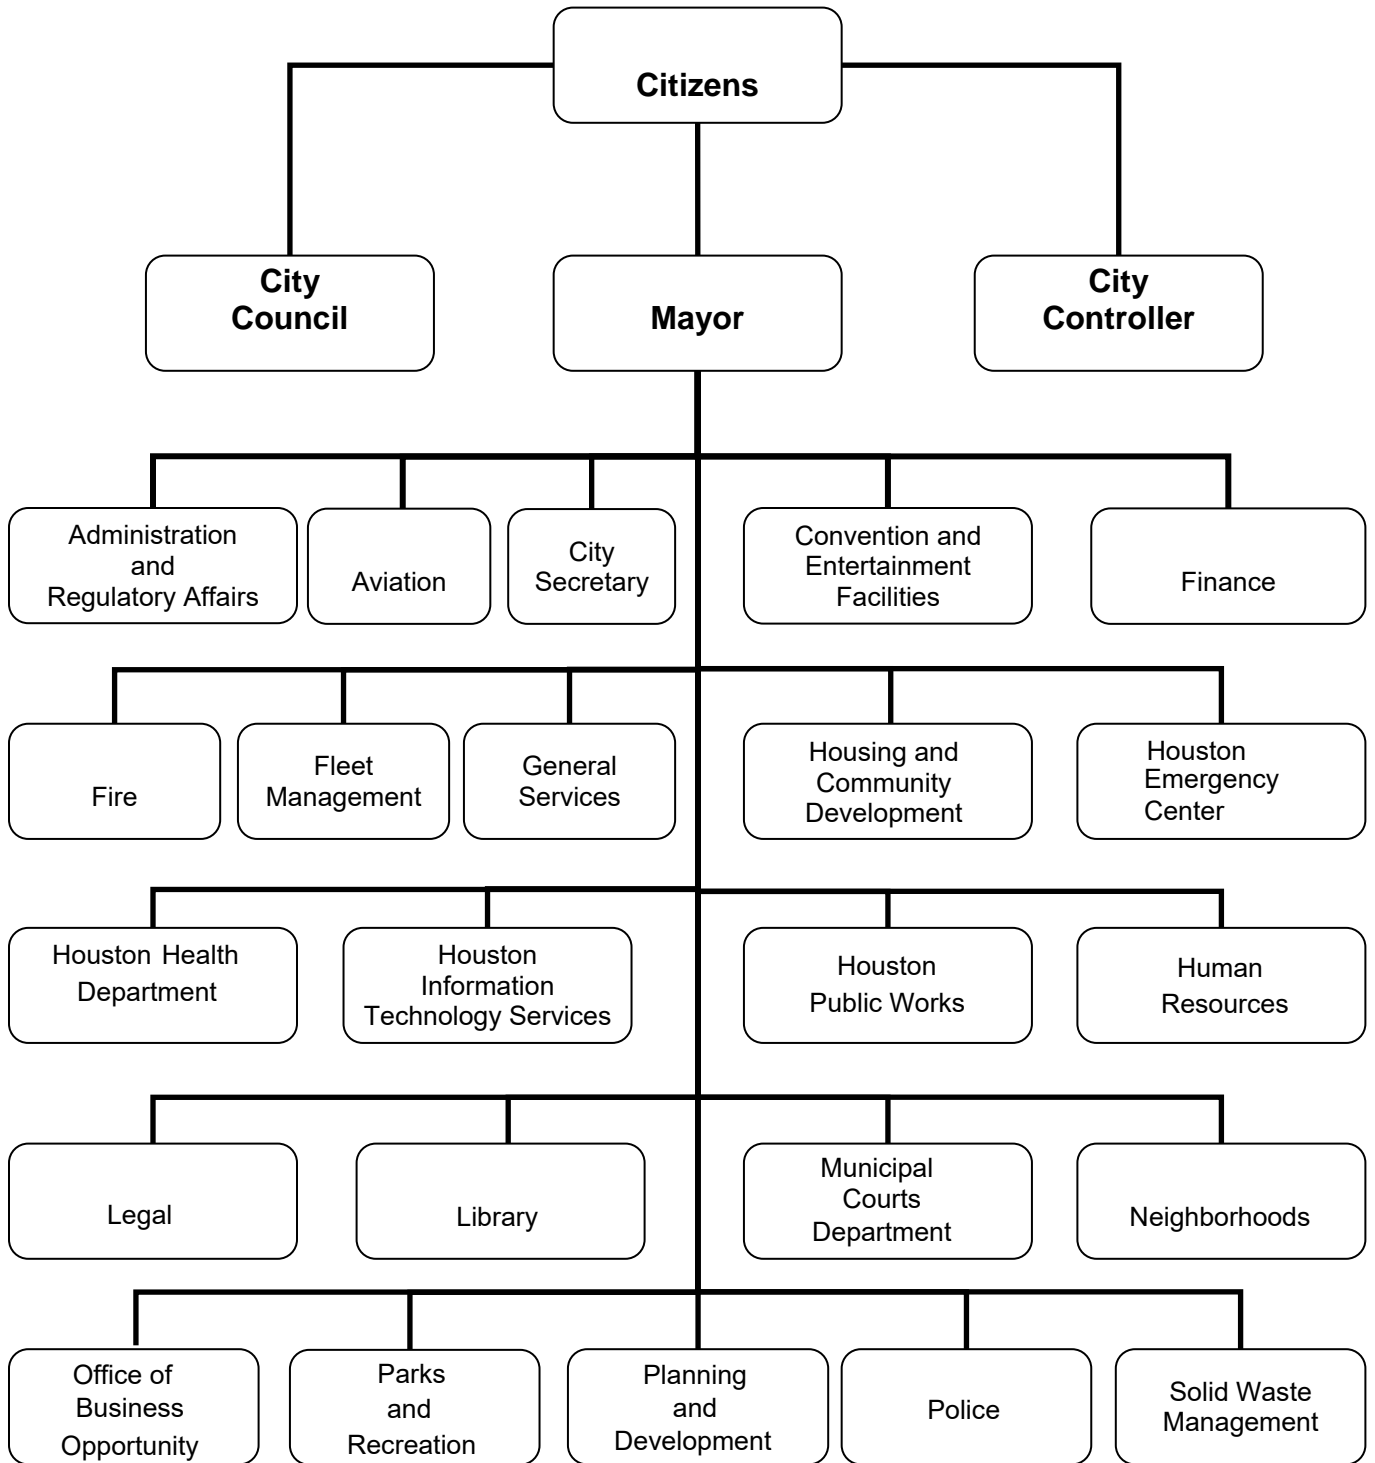 Citizens
City
Council
Mayor
City
Controller
Administration
and
Regulatory Affairs
Aviation
City
Secretary
Convention and
Entertainment
Facilities
Finance
Fire
Fleet
Management
General
Services
Housing and
Community
Development
Houston
Emergency
Center
Houston Health
Department
Houston
Information
Technology Services
Houston
Public Works
Human
Resources
Legal
Library
Municipal
Courts
Department
Neighborhoods
Office of
Business
Opportunity
Parks
and
Recreation
Planning
and
Development
Police
Solid Waste
Management